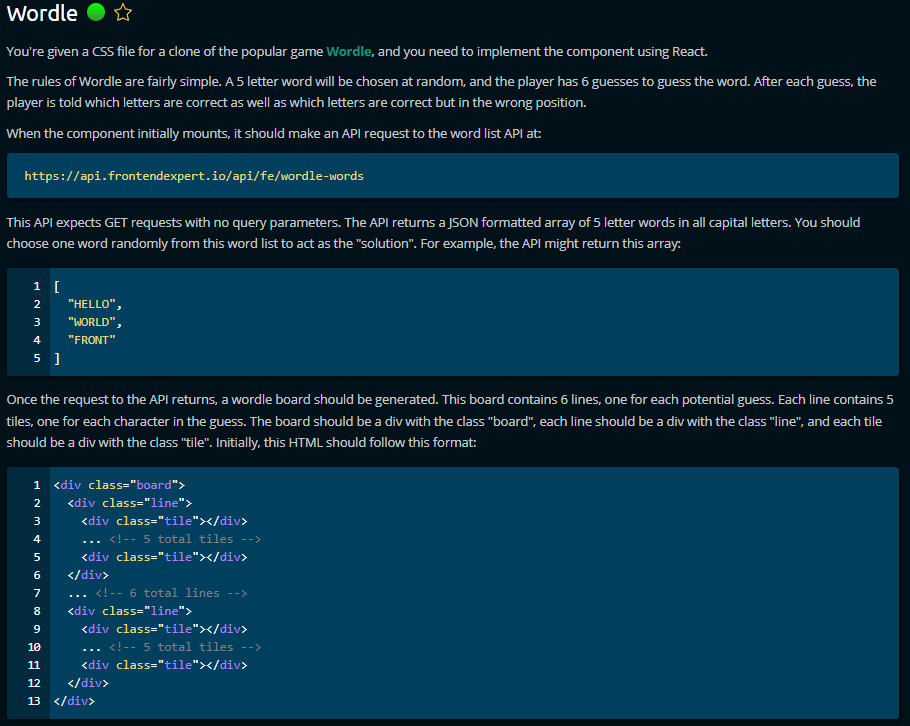 Wordle
You're given a CSS file for a clone of the popular game Wordle, and you need to implement the component using React.
The rules of Wordle are fairly simple. A 5 letter word will be chosen at random, and the player has 6 guesses to guess the word. After each guess, the
player is told which letters are correct as well as which letters are correct but in the wrong position.
When the component initially mounts, it should make an API request to the word list API at:
https://api.frontendexpert.io/api/fe/wordle-words
This API expects GET requests with no query parameters. The API returns a JSON formatted array of 5 letter words in all capital letters. You should
choose one word randomly from this word list to act as the "solution". For example, the API might return this array:
1 [
2   "HELLO",
3   "WORLD",
4   "FRONT"
5 ]
Once the request to the API returns, a wordle board should be generated. This board contains 6 lines, one for each potential guess. Each line contains 5
tiles, one for each character in the guess. The board should be a div with the class "board", each line should be a div with the class "line", and each tile
should be a div with the class "tile". Initially, this HTML should follow this format:
1 <div class="board">
2   <div class="line">
3     <div class="tile"></div>
4     ... <!-- 5 total tiles -->
5     <div class="tile"></div>
6   </div>
7   ... <!-- 6 total lines -->
8   <div class="line">
9     <div class="tile"></div>
10     ... <!-- 5 total tiles -->
11     <div class="tile"></div>
12   </div>
13 </div>